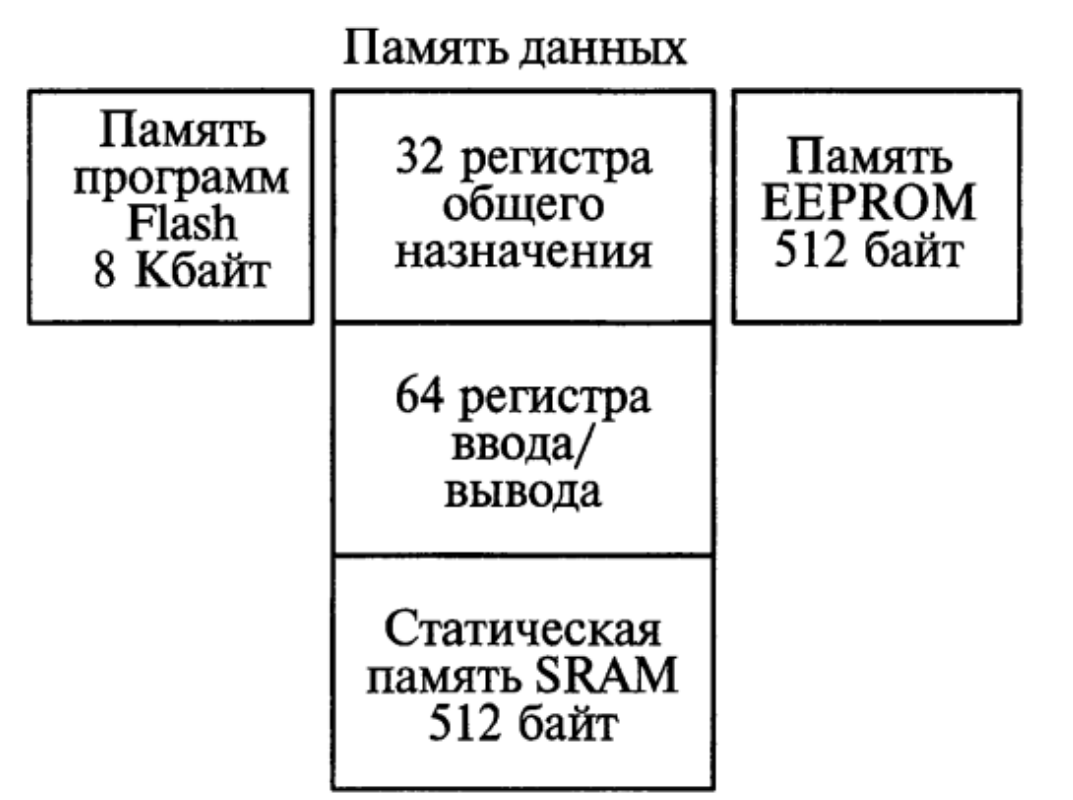 Память данных
Память
программ
Flash
8 Кбайт
32 регистра
общего
назначения
Память
EEPROM
512 байт
64 регистра
ввода/
вывода
Статическая
память SRAM
512 байт